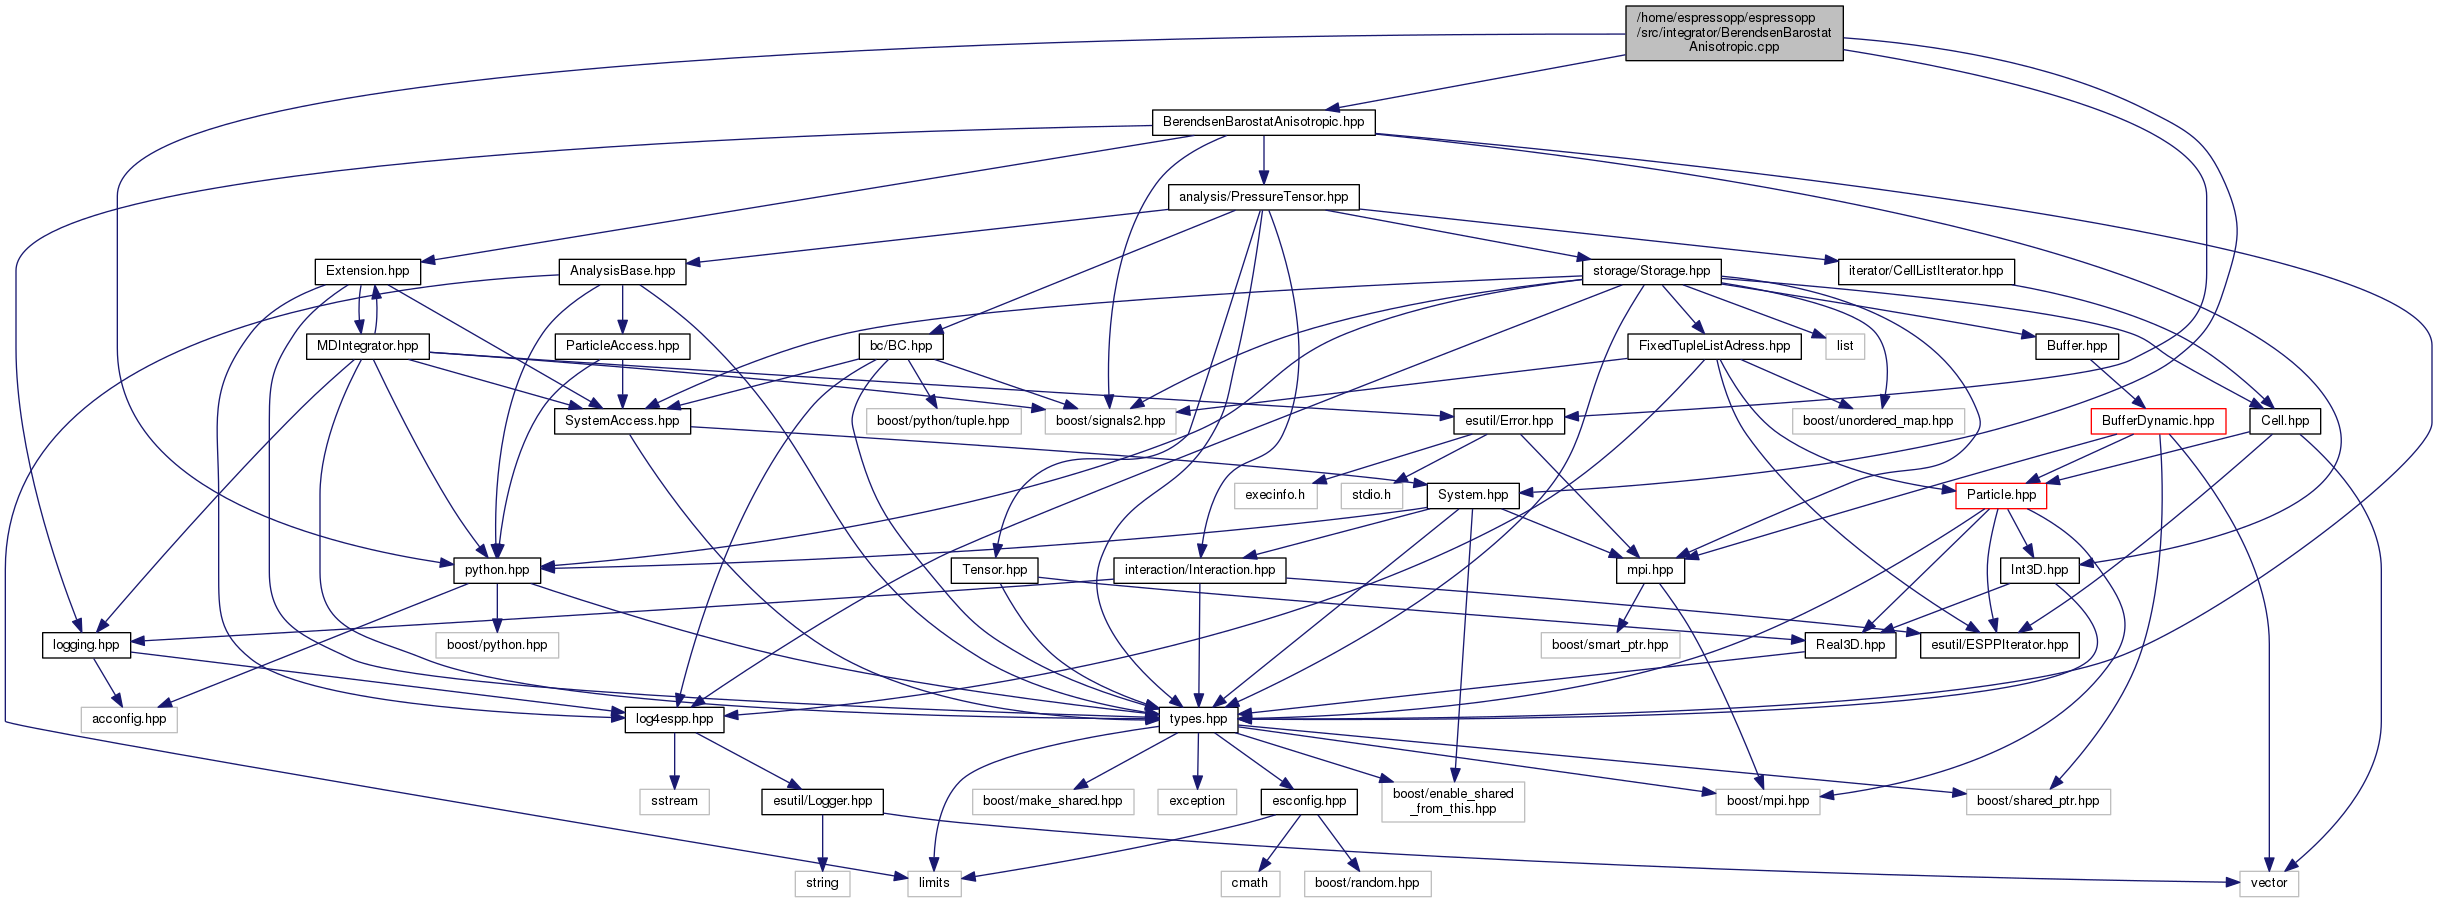 /home/espressopp/espressopp
/src/integrator/BerendsenBarostat
Anisotropic.cpp
BerendsenBarostatAnisotropic.hpp
analysis/PressureTensor.hpp
Extension.hpp
AnalysisBase.hpp
storage/Storage.hpp
iterator/CellListIterator.hpp
MDIntegrator.hpp
ParticleAccess.hpp
bc/BC.hpp
FixedTupleListAdress.hpp
list
Buffer.hpp
SystemAccess.hpp
boost/python/tuple.hpp
boost/signals2.hpp
esutil/Error.hpp
boost/unordered_map.hpp
BufferDynamic.hpp
Cell.hpp
execinfo.h
stdio.h
System.hpp
Particle.hpp
python.hpp
Tensor.hpp
interaction/Interaction.hpp
mpi.hpp
Int3D.hpp
logging.hpp
boost/python.hpp
boost/smart_ptr.hpp
Real3D.hpp
esutil/ESPPIterator.hpp
acconfig.hpp
log4espp.hpp
types.hpp
sstream
esutil/Logger.hpp
boost/make_shared.hpp
exception
esconfig.hpp
boost/enable_shared
_from_this.hpp
boost/mpi.hpp
boost/shared_ptr.hpp
string
limits
cmath
boost/random.hpp
vector